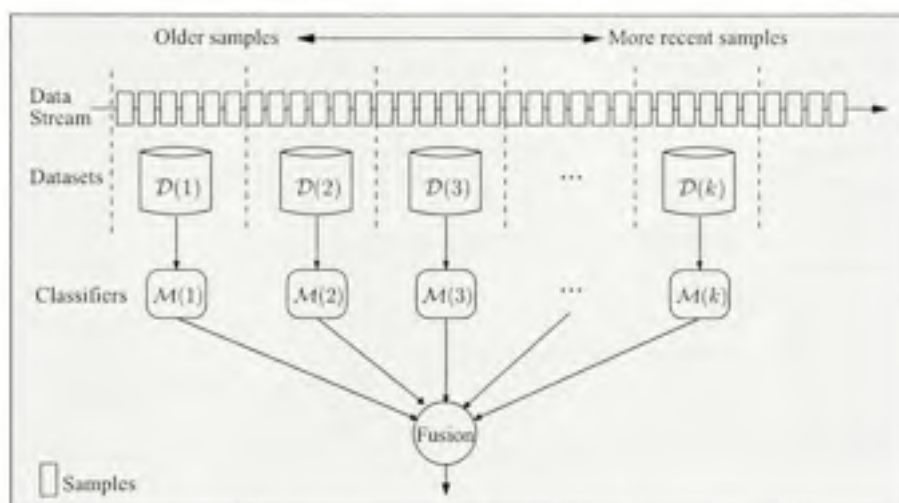 Older samples More recent samples
Data
Stream
Datasets D(1) D(2) D(3) ... D(k)
Classifiers M(1) M(2) M(3) ... M(k)
Fusion
Samples